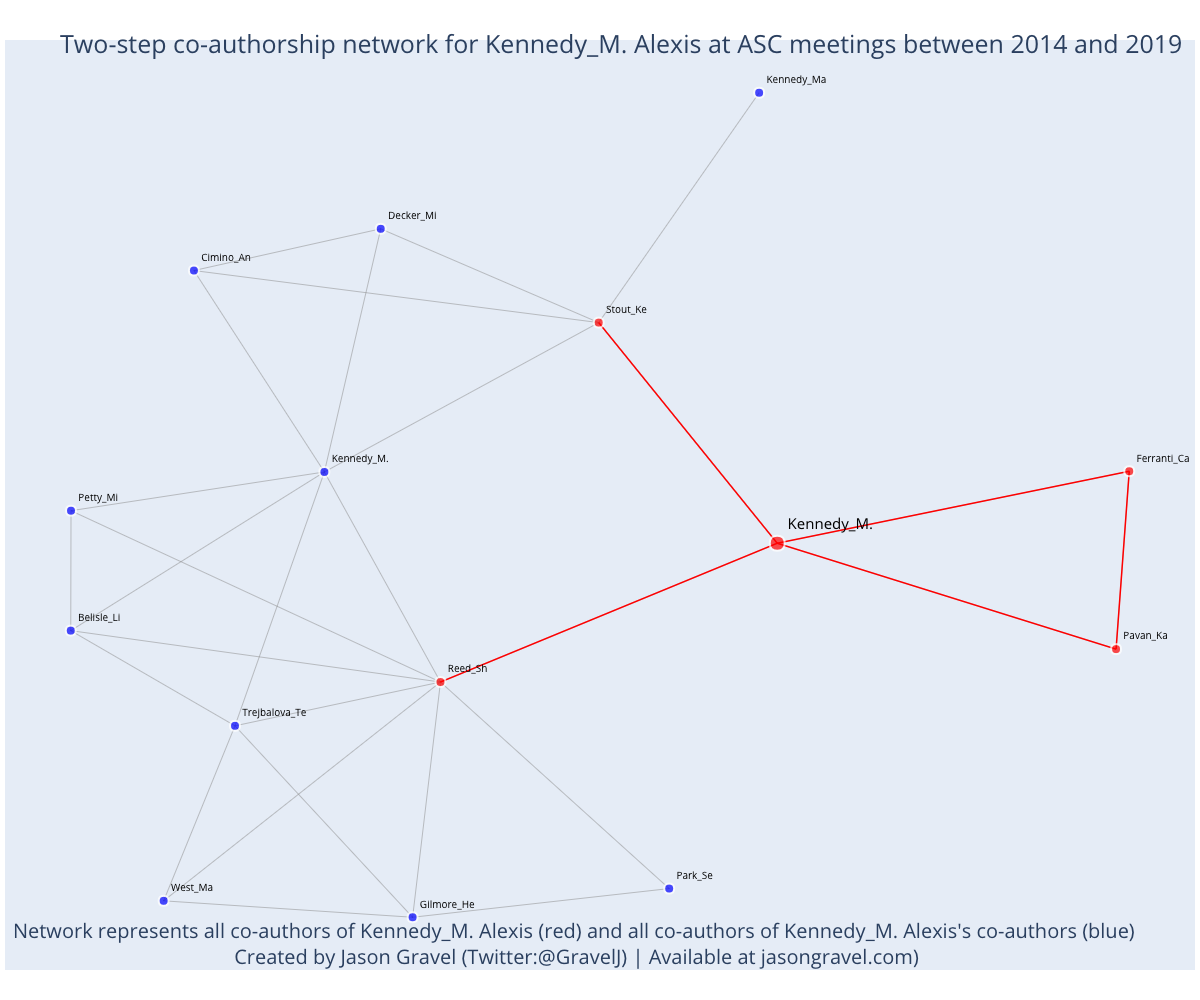 Two-step co-authorship network for Kennedy_M. Alexis at ASC meetings between 2014 and 2019
Kennedy_Ma
Decker_Mi
Cimino_An
Stout_Ke
Kennedy_M.
Ferranti_Ca
Petty_Mi
Kennedy_M.
Belisle_Li
Pavan_Ka
Reed_Sh
Trejbalova_Te
Park_Se
West_Ma
Gilmore_He
Network represents all co-authors of Kennedy_M. Alexis (red) and all co-authors of Kennedy_M. Alexis's co-authors (blue)
Created by Jason Gravel (Twitter:@GravelJ) | Available at jasongravel.com)